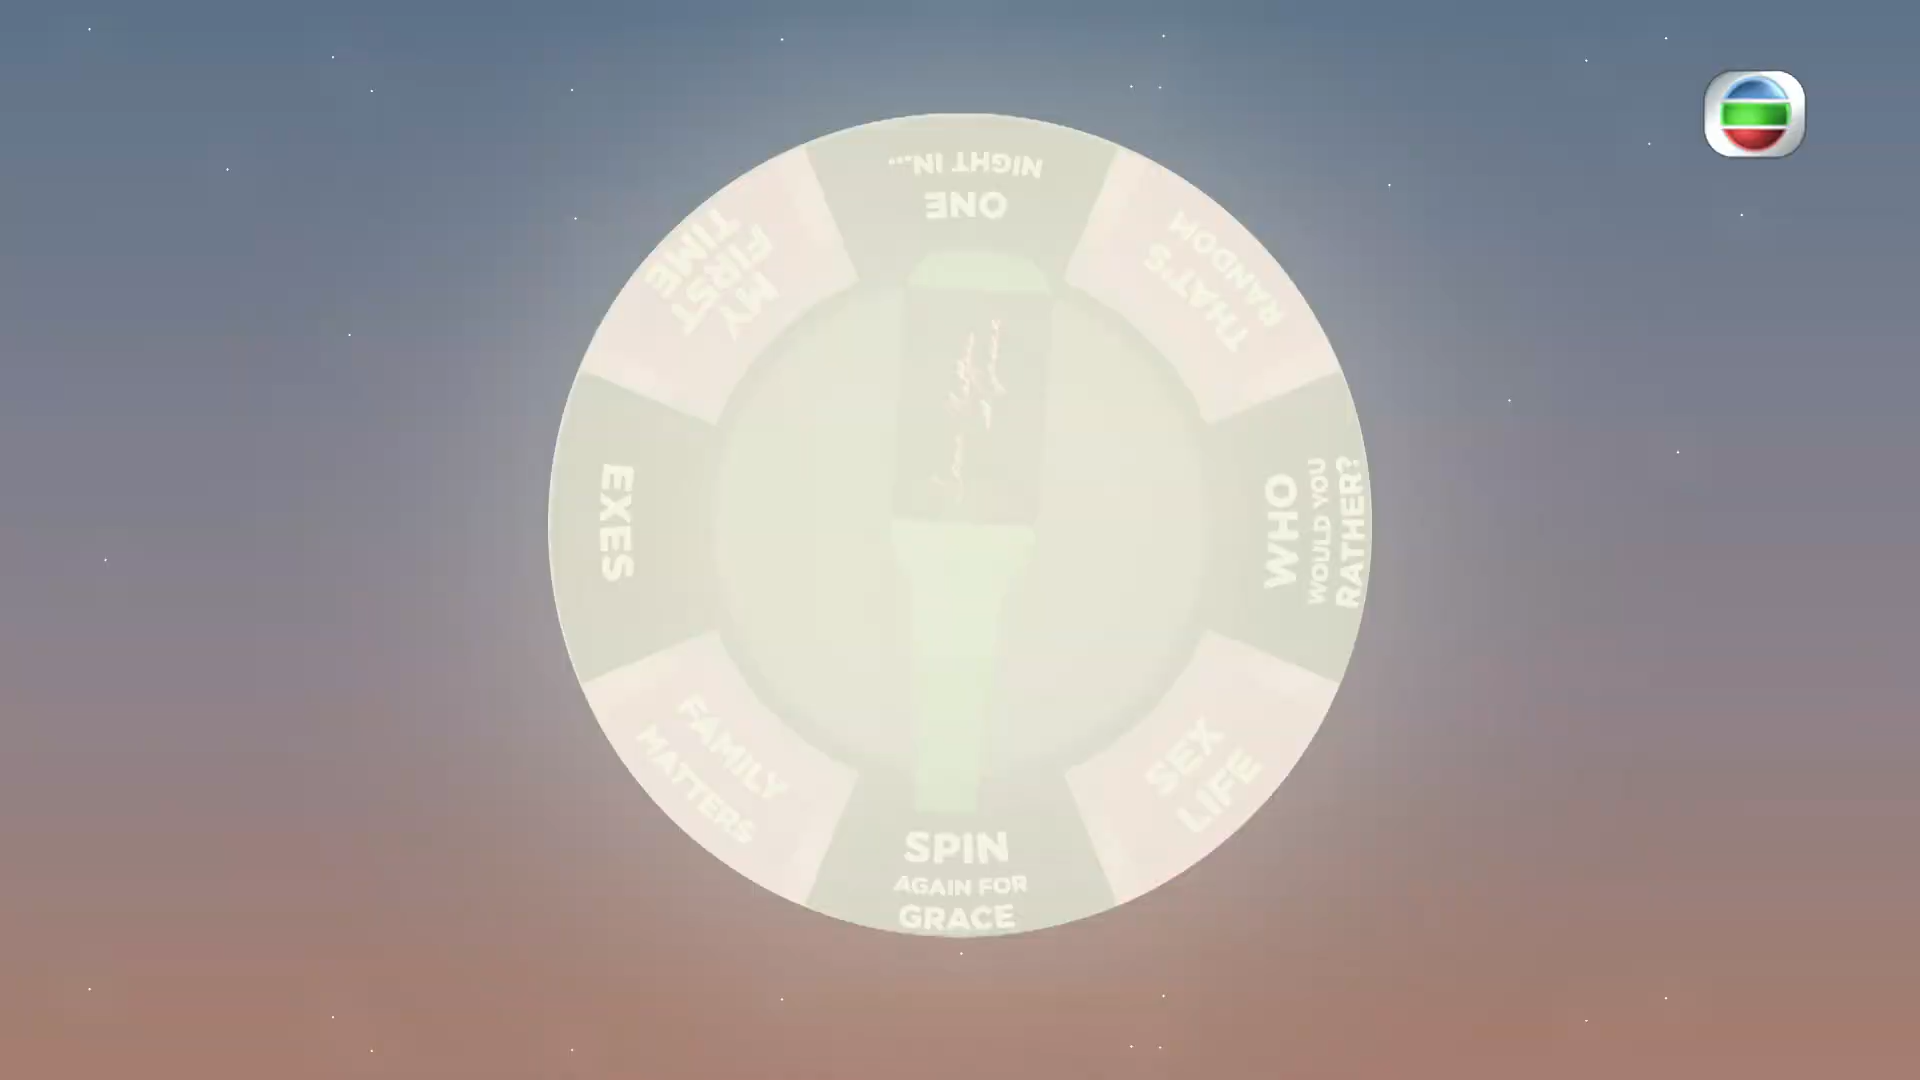 ONE
NIGHT IN...
THAT'S
RANDOM
WHO
WOULD YOU
RATHER?
SEX
LIFE
SPIN
AGAIN FOR
GRACE
FAMILY
MATTERS
EXES
MY
FIRST
TIME